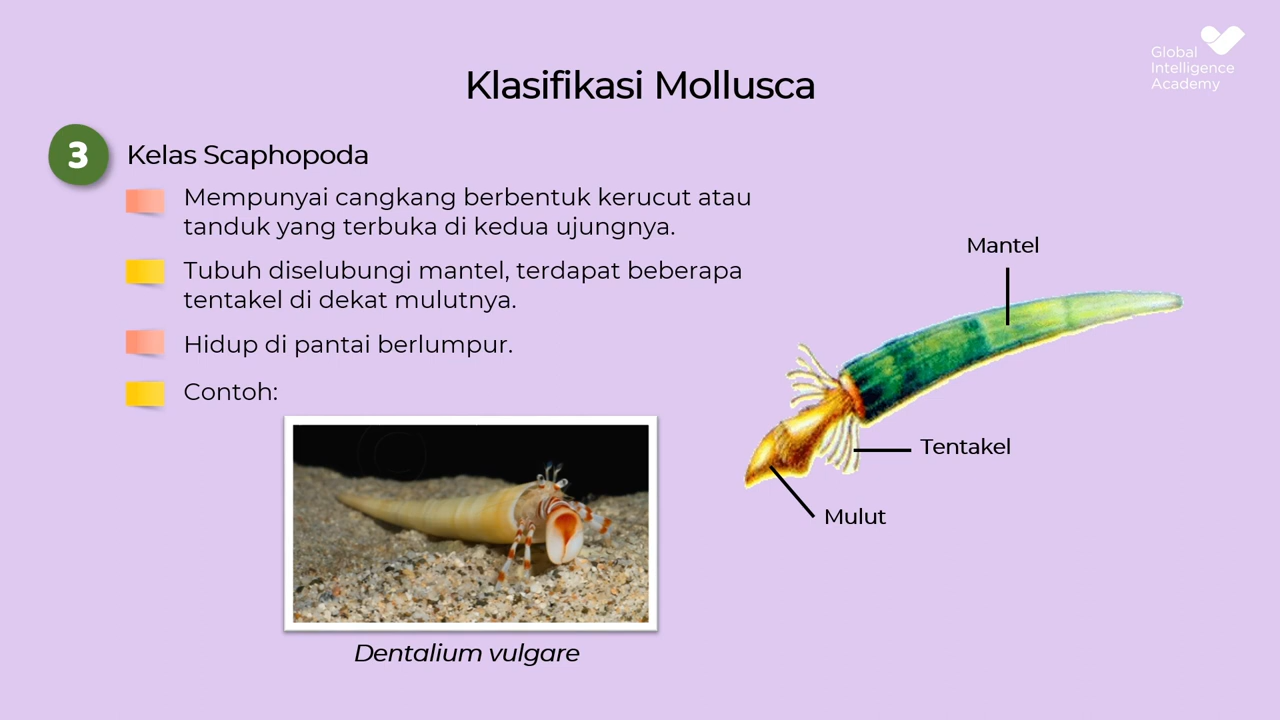 Global
Intelligence
Academy
Klasifikasi Mollusca
3
Kelas Scaphopoda
Mempunyai cangkang berbentuk kerucut atau
tanduk yang terbuka di kedua ujungnya.
Tubuh diselubungi mantel, terdapat beberapa
tentakel di dekat mulutnya.
Hidup di pantai berlumpur.
Contoh:
Dentalium vulgare
Mantel
Tentakel
Mulut